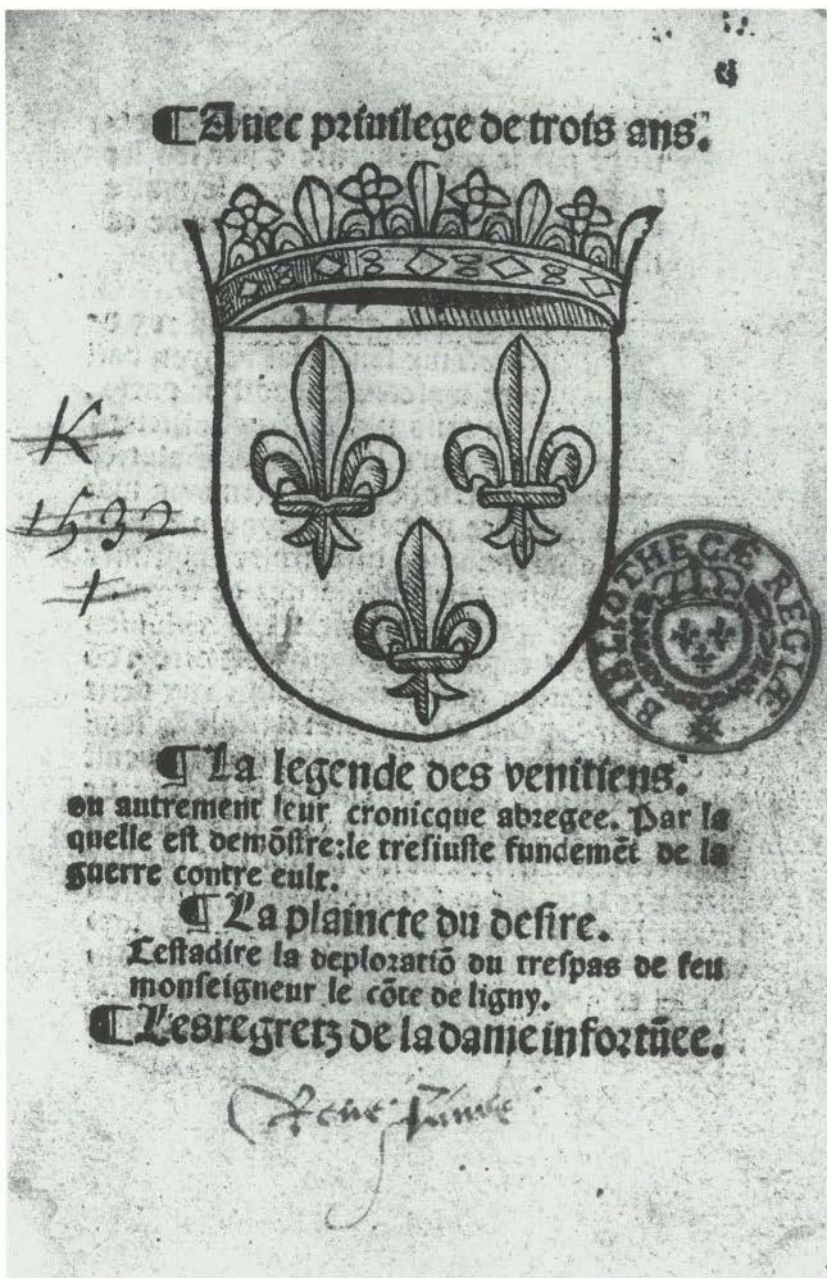 ¶Auec priuilege de trois ans.
K
1532
BIBLIOTHECÆ REGIÆ
¶La legende des venitiens.
ou autrement leur cronicque abregee. Par la
quelle est demõstre:le tresiuste fundemẽt de la
guerre contre eulx.
¶La plaincte du desire.
Cestadire la deploratiõ du trespas de feu
monseigneur le cõte de ligny.
¶Les regretz de la dame infortũee.